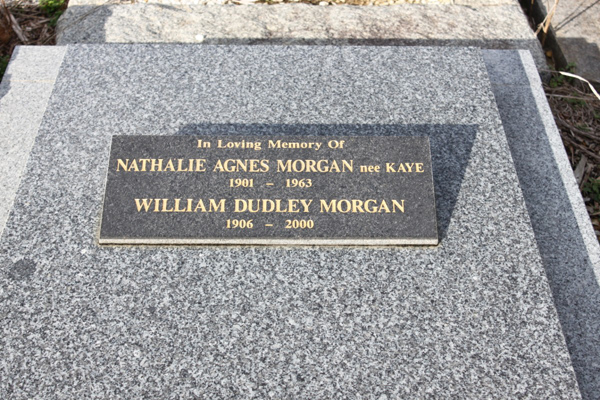 In Loving Memory Of
NATHALIE AGNES MORGAN nee KAYE
1901 – 1963
WILLIAM DUDLEY MORGAN
1906 – 2000